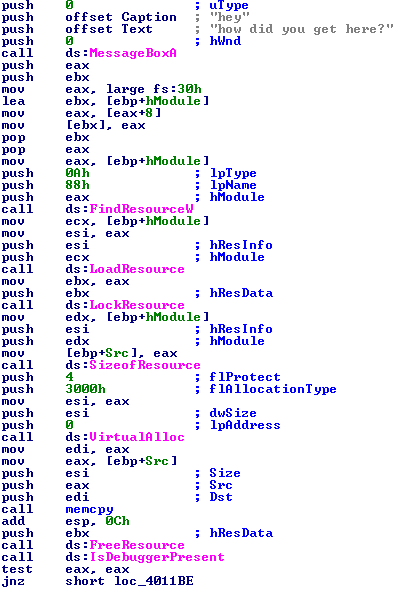 push 0 ; uType
push offset Caption ; "hey"
push offset Text ; "how did you get here?"
push 0 ; hWnd
call ds:MessageBoxA
push eax
push ebx
mov eax, large fs:30h
lea ebx, [ebp+hModule]
mov eax, [eax+8]
mov [ebx], eax
pop ebx
pop eax
mov eax, [ebp+hModule]
push 0Ah ; lpType
push 88h ; lpName
push eax ; hModule
call ds:FindResourceW
mov ecx, [ebp+hModule]
mov esi, eax
push esi ; hResInfo
push ecx ; hModule
call ds:LoadResource
mov ebx, eax
push ebx ; hResData
call ds:LockResource
mov edx, [ebp+hModule]
push esi ; hResInfo
push edx ; hModule
mov [ebp+Src], eax
call ds:SizeofResource
push 4 ; flProtect
push 3000h ; flAllocationType
mov esi, eax
push esi ; dwSize
push 0 ; lpAddress
call ds:VirtualAlloc
mov edi, eax
mov eax, [ebp+Src]
push esi ; Size
push eax ; Src
push edi ; Dst
call memcpy
add esp, 0Ch
push ebx ; hResData
call ds:FreeResource
call ds:IsDebuggerPresent
test eax, eax
jnz short loc_4011BE